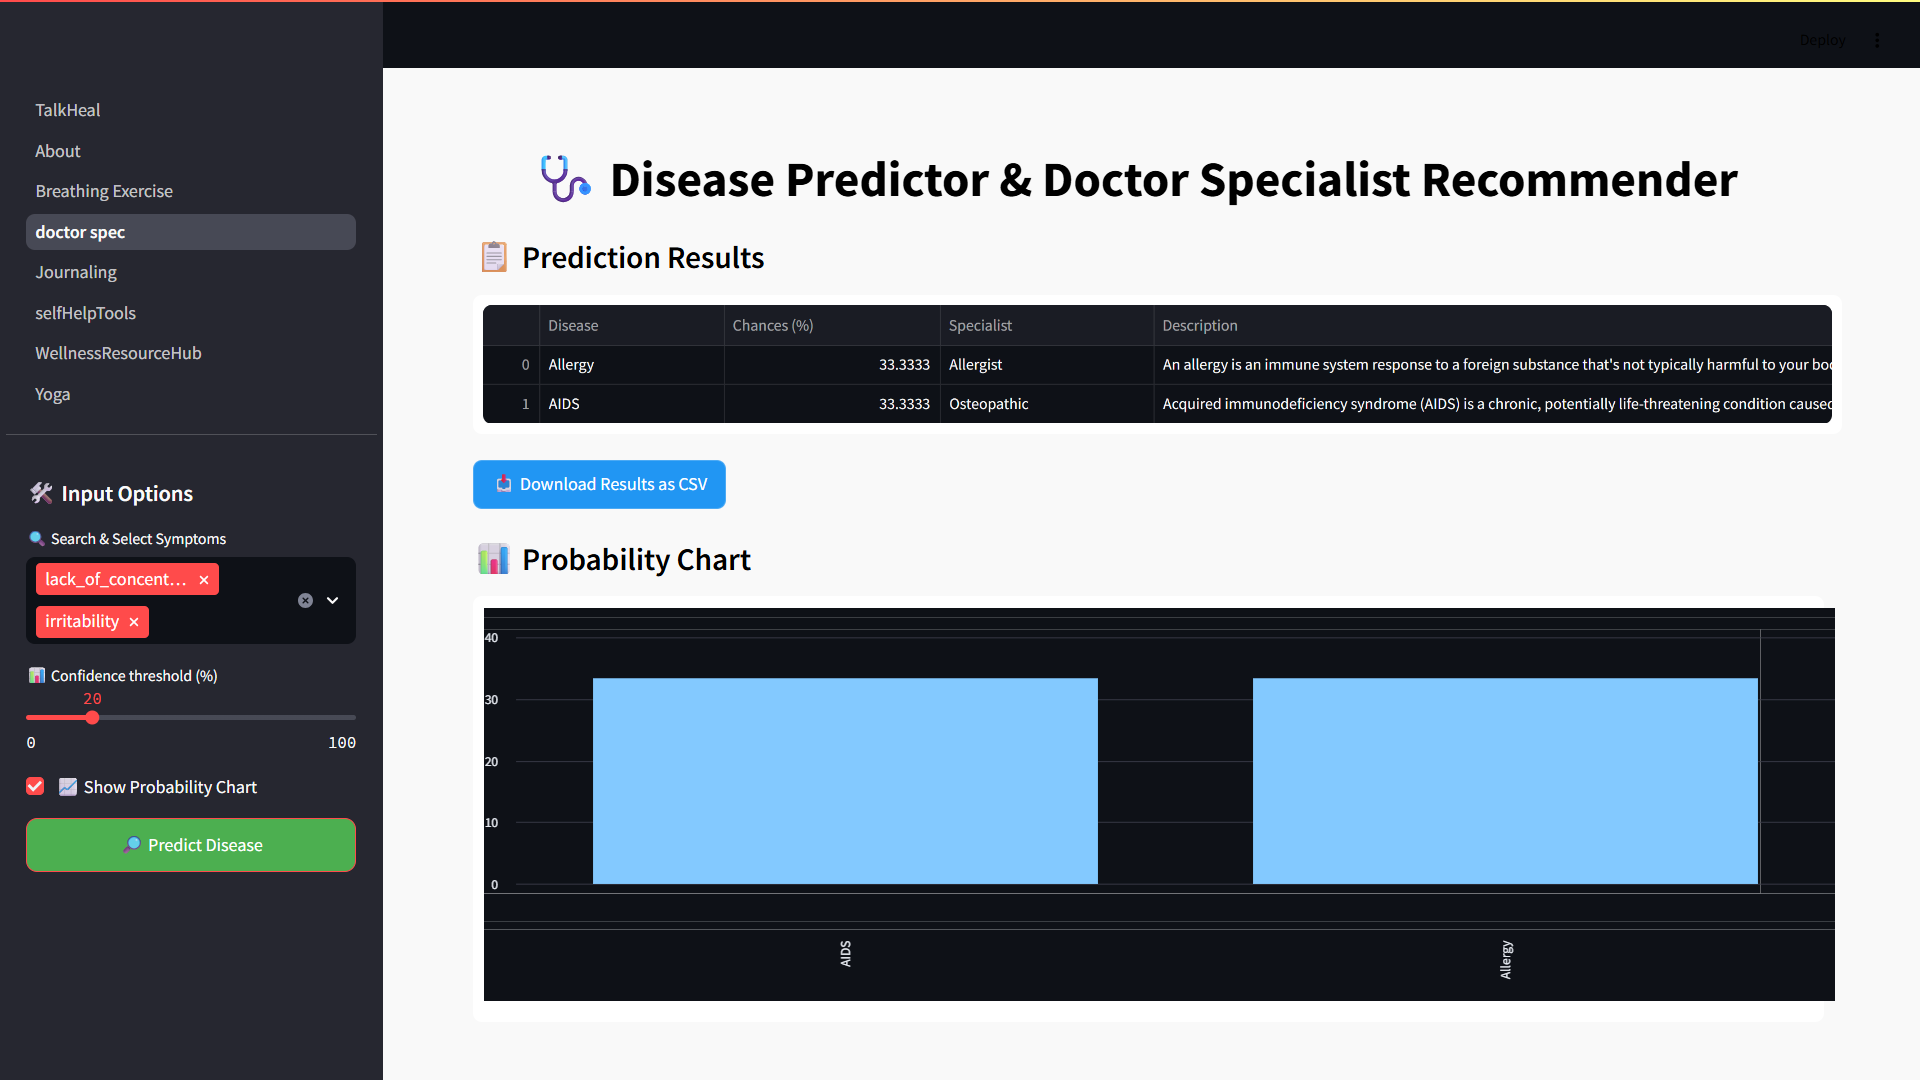 Deploy
TalkHeal
About
Breathing Exercise
doctor spec
Journaling
selfHelpTools
WellnessResourceHub
Yoga
Input Options
Search & Select Symptoms
lack_of_concent...
irritability
Confidence threshold (%)
20
0 100
Show Probability Chart
Predict Disease
Disease Predictor & Doctor Specialist Recommender
Prediction Results
Disease Chances (%) Specialist Description
0 Allergy 33.3333 Allergist An allergy is an immune system response to a foreign substance that's not typically harmful to your
1 AIDS 33.3333 Osteopathic Acquired immunodeficiency syndrome (AIDS) is a chronic, potentially life-threatening condition caused
Download Results as CSV
Probability Chart
40
30
20
10
0
AIDS Allergy